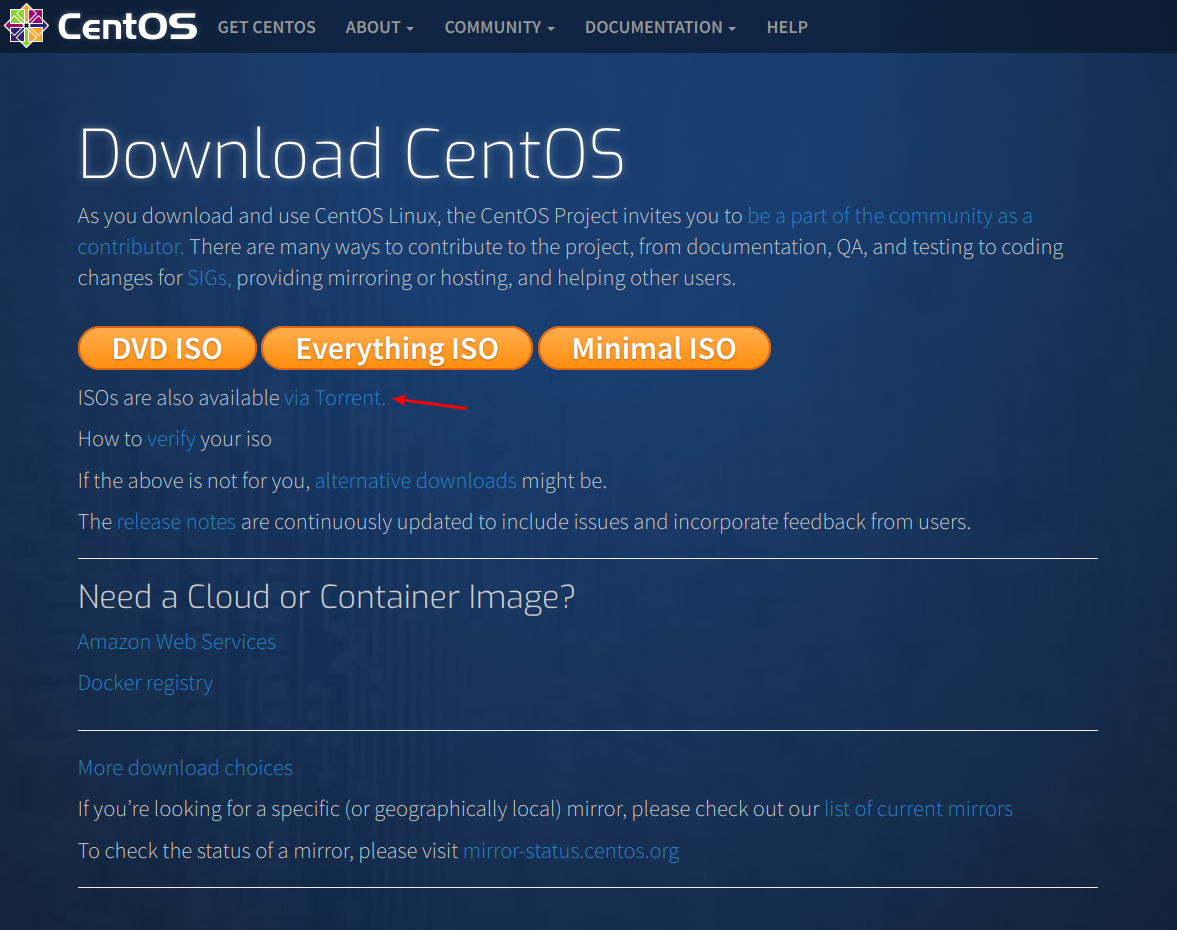 CentOS GET CENTOS ABOUT COMMUNITY DOCUMENTATION HELP
Download CentOS
As you download and use CentOS Linux, the CentOS Project invites you to be a part of the community as a
contributor. There are many ways to contribute to the project, from documentation, QA, and testing to coding
changes for SIGs, providing mirroring or hosting, and helping other users.
DVD ISO Everything ISO Minimal ISO
ISOs are also available via Torrent.
How to verify your iso
If the above is not for you, alternative downloads might be.
The release notes are continuously updated to include issues and incorporate feedback from users.
Need a Cloud or Container Image?
Amazon Web Services
Docker registry
More download choices
If you’re looking for a specific (or geographically local) mirror, please check out our list of current mirrors
To check the status of a mirror, please visit mirror-status.centos.org